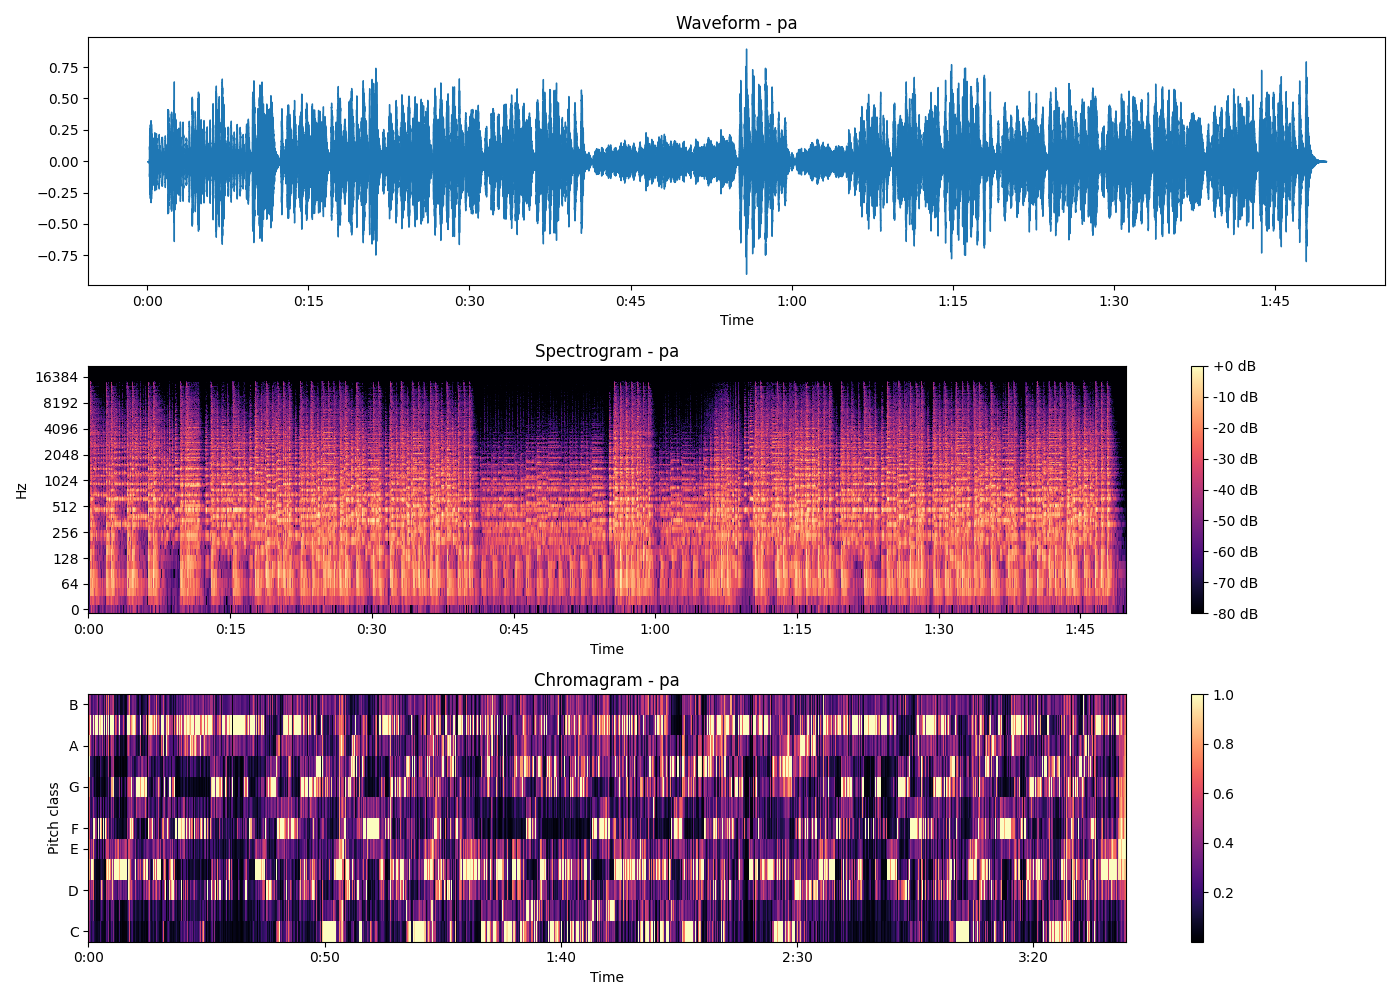 Waveform - pa
0.75
0.50
0.25
0.00
−0.25
−0.50
−0.75
0:00 0:15 0:30 0:45 1:00 1:15 1:30 1:45
Time
Spectrogram - pa
Hz
16384
8192
4096
2048
1024
512
256
128
64
0
0:00 0:15 0:30 0:45 1:00 1:15 1:30 1:45
Time
+0 dB
-10 dB
-20 dB
-30 dB
-40 dB
-50 dB
-60 dB
-70 dB
-80 dB
Chromagram - pa
Pitch class
B
A
G
F
E
D
C
0:00 0:50 1:40 2:30 3:20
Time
1.0
0.8
0.6
0.4
0.2